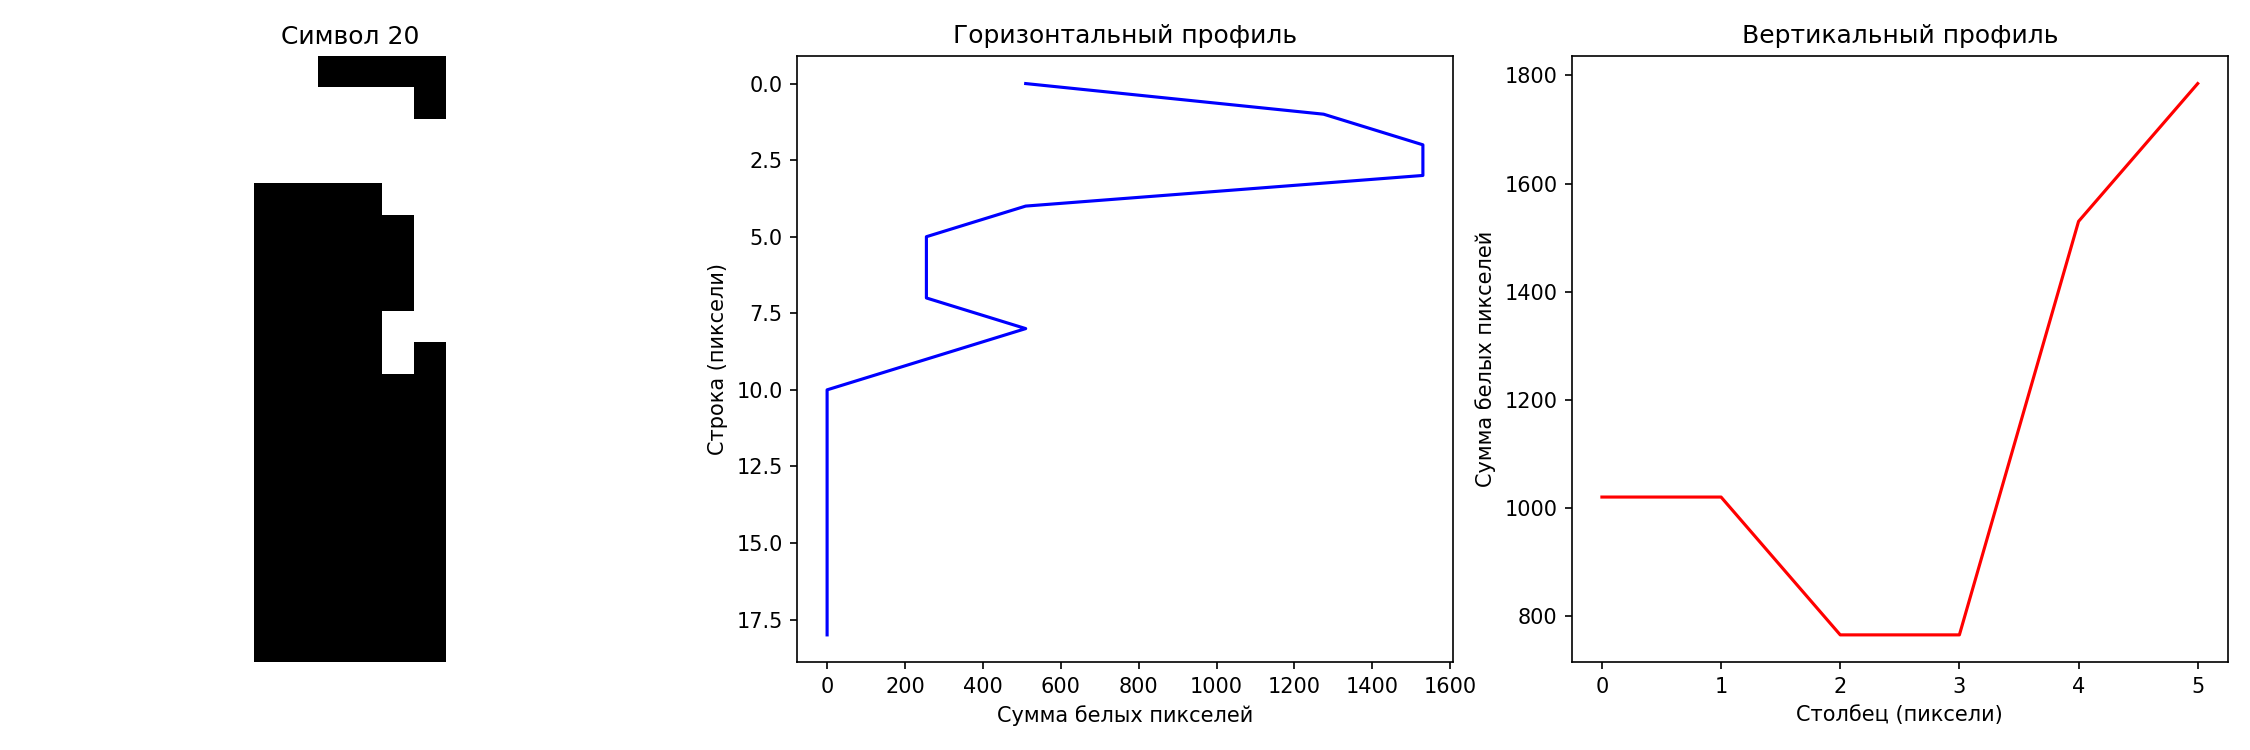 Символ 20
Горизонтальный профиль
0.0
2.5
5.0
7.5
10.0
12.5
15.0
17.5
Строка (пиксели)
0 200 400 600 800 1000 1200 1400 1600
Сумма белых пикселей
Вертикальный профиль
1800
1600
1400
1200
1000
800
Сумма белых пикселей
0 1 2 3 4 5
Столбец (пиксели)